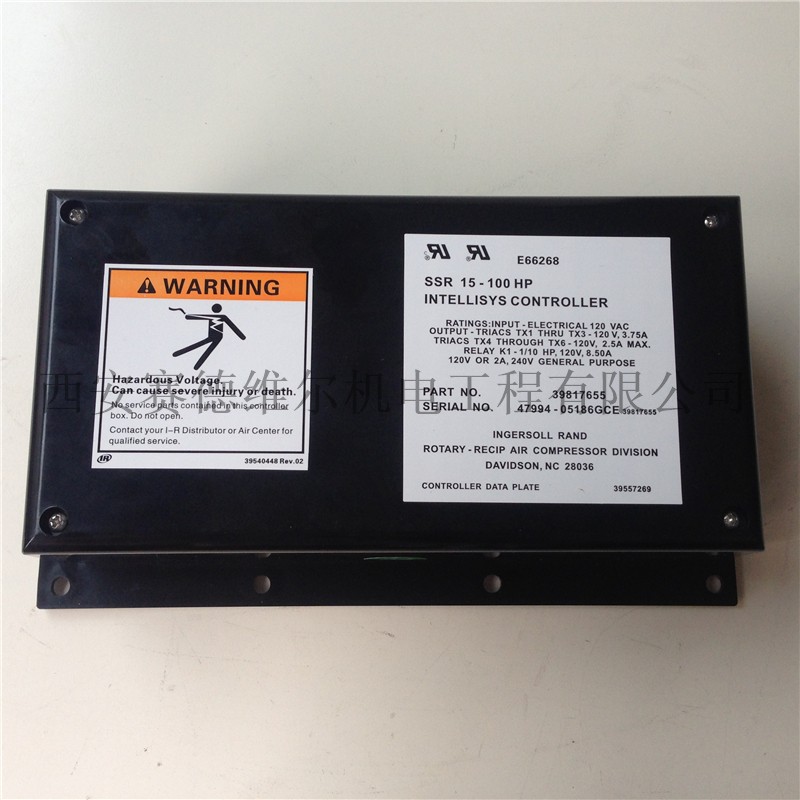 WARNING
Hazardous Voltage.
Can cause severe injury or death.
No service parts contained in this controller
box. Do not open.
Contact your I-R Distributor or Air Center for
qualified service.
IR
39540448 Rev.02
E66268
SSR 15-100 HP
INTELLISYS CONTROLLER
RATINGS:INPUT-ELECTRICAL 120 VAC
OUTPUT-TRIACS TX1 THRU TX3-120 V, 3.75A
TRIACS TX4 THROUGH TX6-120V, 2.5A MAX.
RELAY K1-1/10 HP, 120V, 8.50A
120V OR 2A, 240V GENERAL PURPOSE
PART NO. 39817655
SERIAL NO. 47994-05186GCE 39817655
INGERSOLL RAND
ROTARY-RECIP AIR COMPRESSOR DIVISION
DAVIDSON, NC 28036
CONTROLLER DATA PLATE 39557269
西安赛德维尔机电工程有限公司